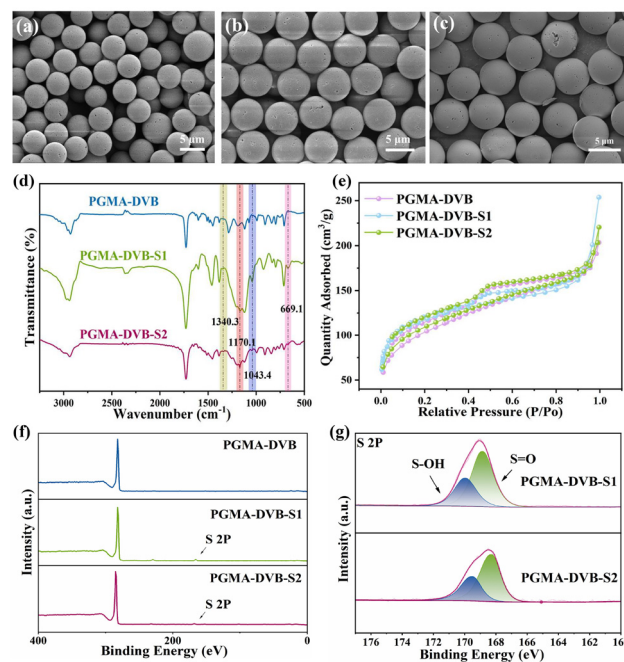 (a)
5 μm
(b)
5 μm
(c)
5 μm
(d)
PGMA-DVB
PGMA-DVB-S1
PGMA-DVB-S2
1340.3
1170.1
1043.4
669.1
Transmittance (%)
3000 2500 2000 1500 1000 500
Wavenumber (cm⁻¹)
(e)
PGMA-DVB
PGMA-DVB-S1
PGMA-DVB-S2
Quantity Adsorbed (cm³/g)
250
200
150
100
50
0.0 0.2 0.4 0.6 0.8 1.0
Relative Pressure (P/Po)
(f)
PGMA-DVB
PGMA-DVB-S1
S 2P
PGMA-DVB-S2
S 2P
Intensity (a.u.)
400 200 0
Binding Energy (eV)
(g)
S 2P
S-OH
S=O
PGMA-DVB-S1
PGMA-DVB-S2
Intensity (a.u.)
176 174 172 170 168 166 164 162
Binding Energy (eV)